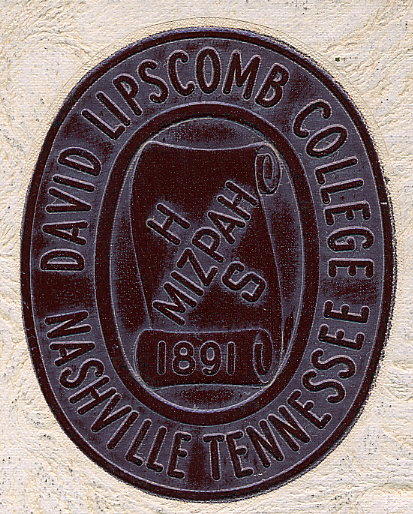 DAVID LIPSCOMB COLLEGE
NASHVILLE TENNESSEE
H
MIZPAH
S
1891